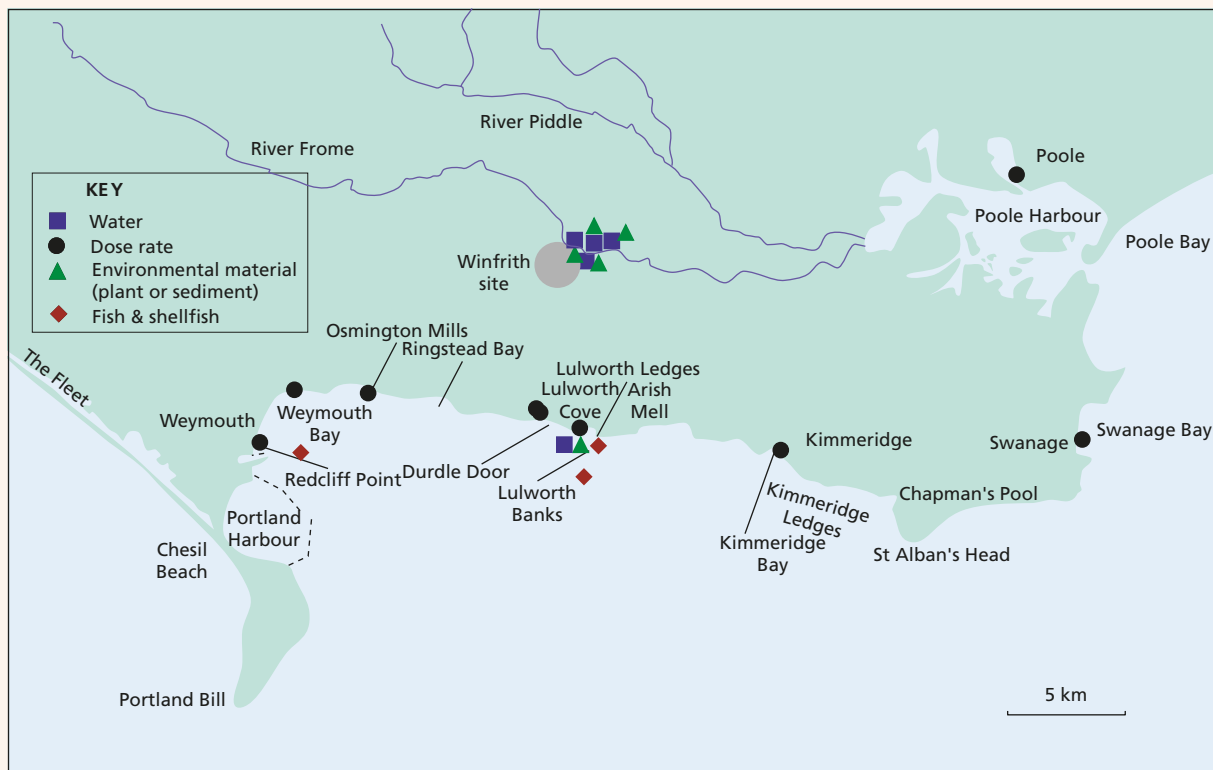 River Piddle
River Frome
Poole
KEY
Water
Dose rate
Environmental material
(plant or sediment)
Fish & shellfish
Poole Harbour
Poole Bay
Winfrith
site
Osmington Mills
Ringstead Bay
The Fleet
Lulworth Ledges
Lulworth
Cove
Arish
Mell
Weymouth
Weymouth
Bay
Kimmeridge
Swanage
Swanage Bay
Redcliff Point
Durdle Door
Lulworth
Banks
Kimmeridge
Ledges
Chapman's Pool
Portland
Harbour
Kimmeridge
Bay
St Alban's Head
Chesil
Beach
Portland Bill
5 km